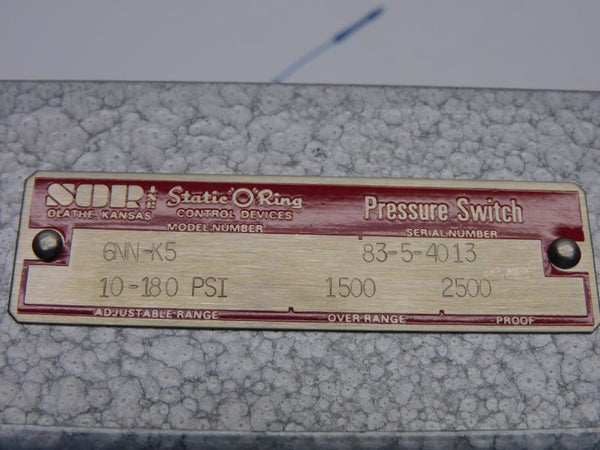 SOR INC Static "O" Ring Pressure Switch
OLATHE, KANSAS CONTROL DEVICES
MODEL NUMBER SERIAL NUMBER
6NN-K5 83-5-4013
10-180 PSI 1500 2500
ADJUSTABLE RANGE OVER RANGE PROOF